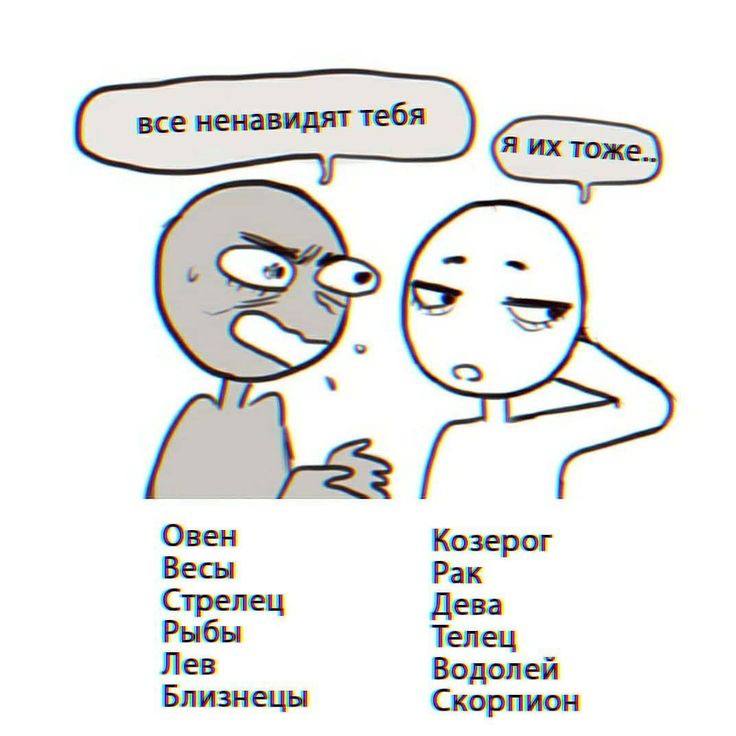 все ненавидят тебя
я их тоже..
Овен
Весы
Стрелец
Рыбы
Лев
Близнецы
Козерог
Рак
Дева
Телец
Водолей
Скорпион